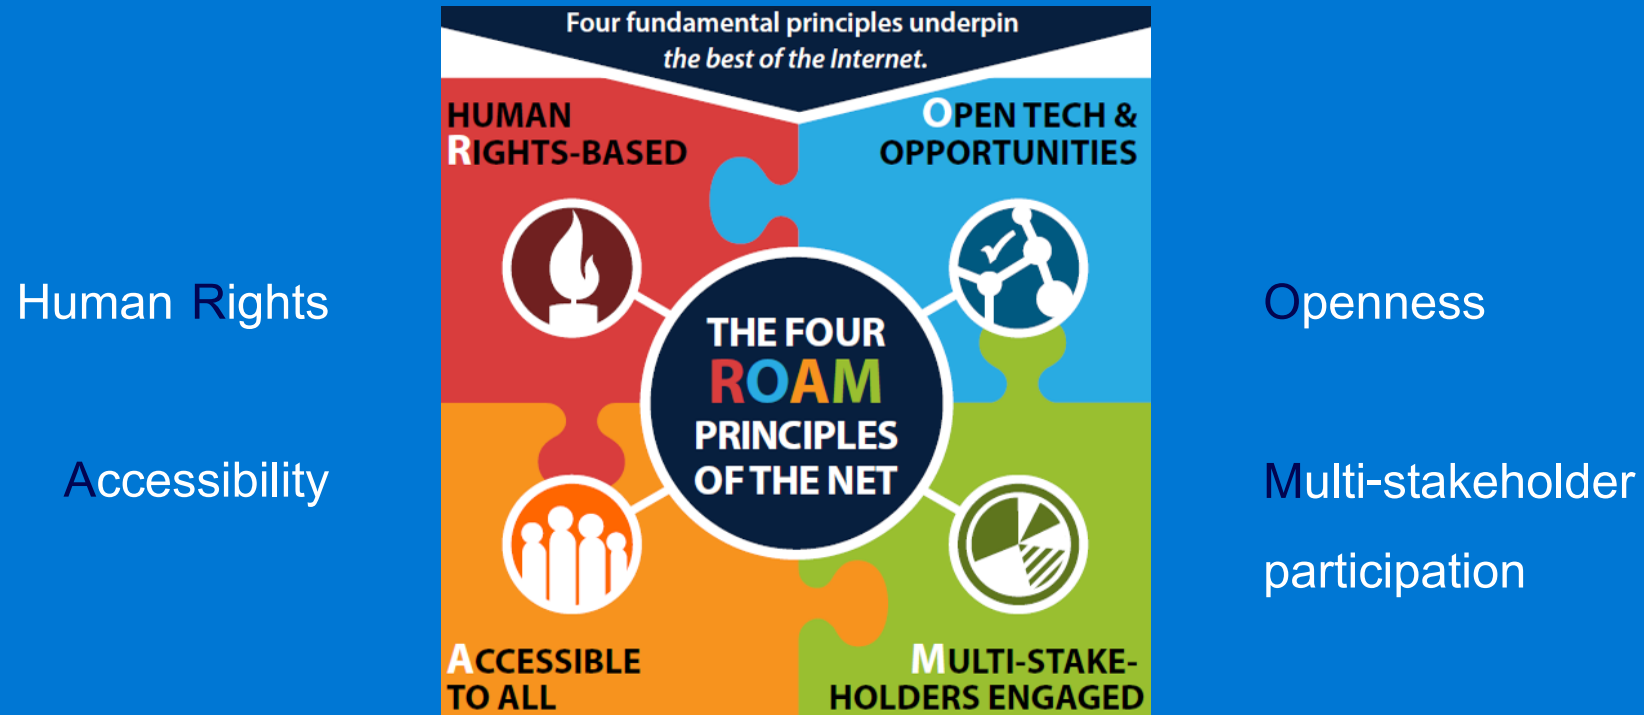 Four fundamental principles underpin
the best of the Internet.
HUMAN
RIGHTS-BASED
OPEN TECH &
OPPORTUNITIES
Human Rights
Accessibility
THE FOUR
ROAM
PRINCIPLES
OF THE NET
Openness
Multi-stakeholder
participation
ACCESSIBLE
TO ALL
MULTI-STAKE-
HOLDERS ENGAGED